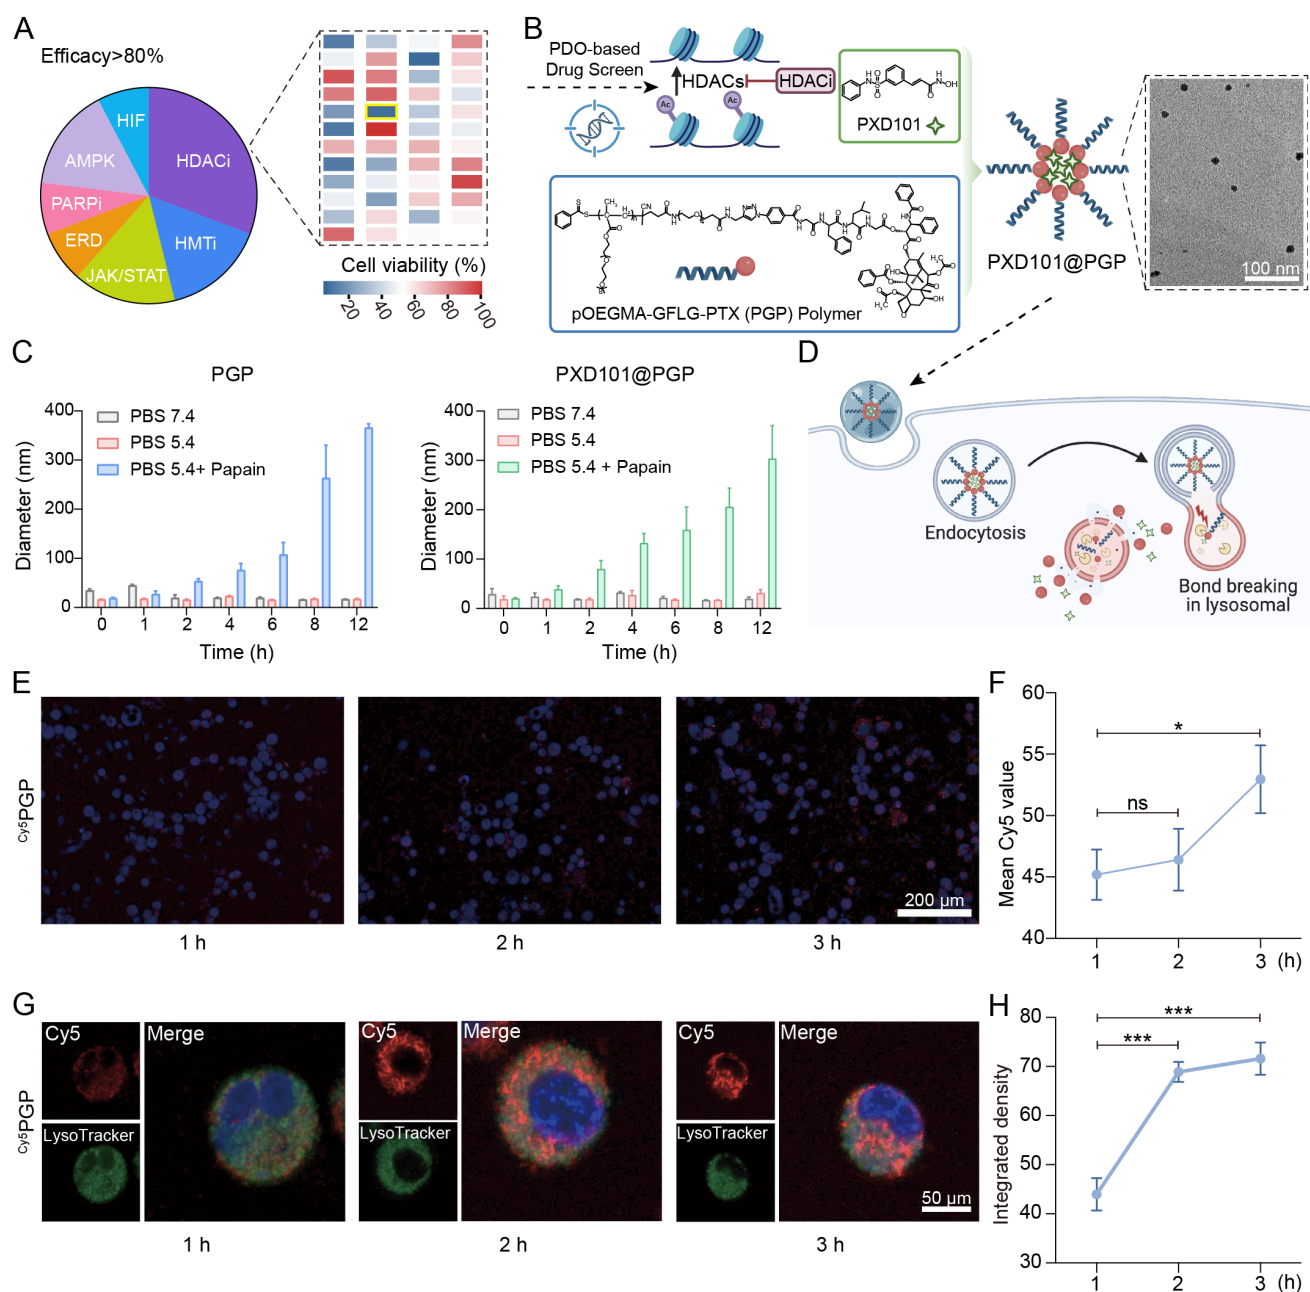 A
Efficacy>80%
HIF
HDACi
AMPK
PARPi
ERD
HMTi
JAK/STAT
Cell viability (%)
20
40
60
80
100
B
PDO-based
Drug Screen
HDACs
HDACi
Ac
Ac
PXD101
pOEGMA-GFLG-PTX (PGP) Polymer
PXD101@PGP
100 nm
C
PGP
Diameter (nm)
400
300
200
100
0
PBS 7.4
PBS 5.4
PBS 5.4+ Papain
0 1 2 4 6 8 12
Time (h)
PXD101@PGP
Diameter (nm)
400
300
200
100
0
PBS 7.4
PBS 5.4
PBS 5.4 + Papain
0 1 2 4 6 8 12
Time (h)
D
Endocytosis
Bond breaking
in lysosomal
E
Cy5PGP
200 μm
1 h
2 h
3 h
F
Mean Cy5 value
60
55
50
45
40
*
ns
1 2 3 (h)
G
Cy5PGP
Cy5
Merge
LysoTracker
Cy5
Merge
LysoTracker
Cy5
Merge
LysoTracker
50 μm
1 h
2 h
3 h
H
Integrated density
80
70
60
50
40
30
***
***
1 2 3 (h)